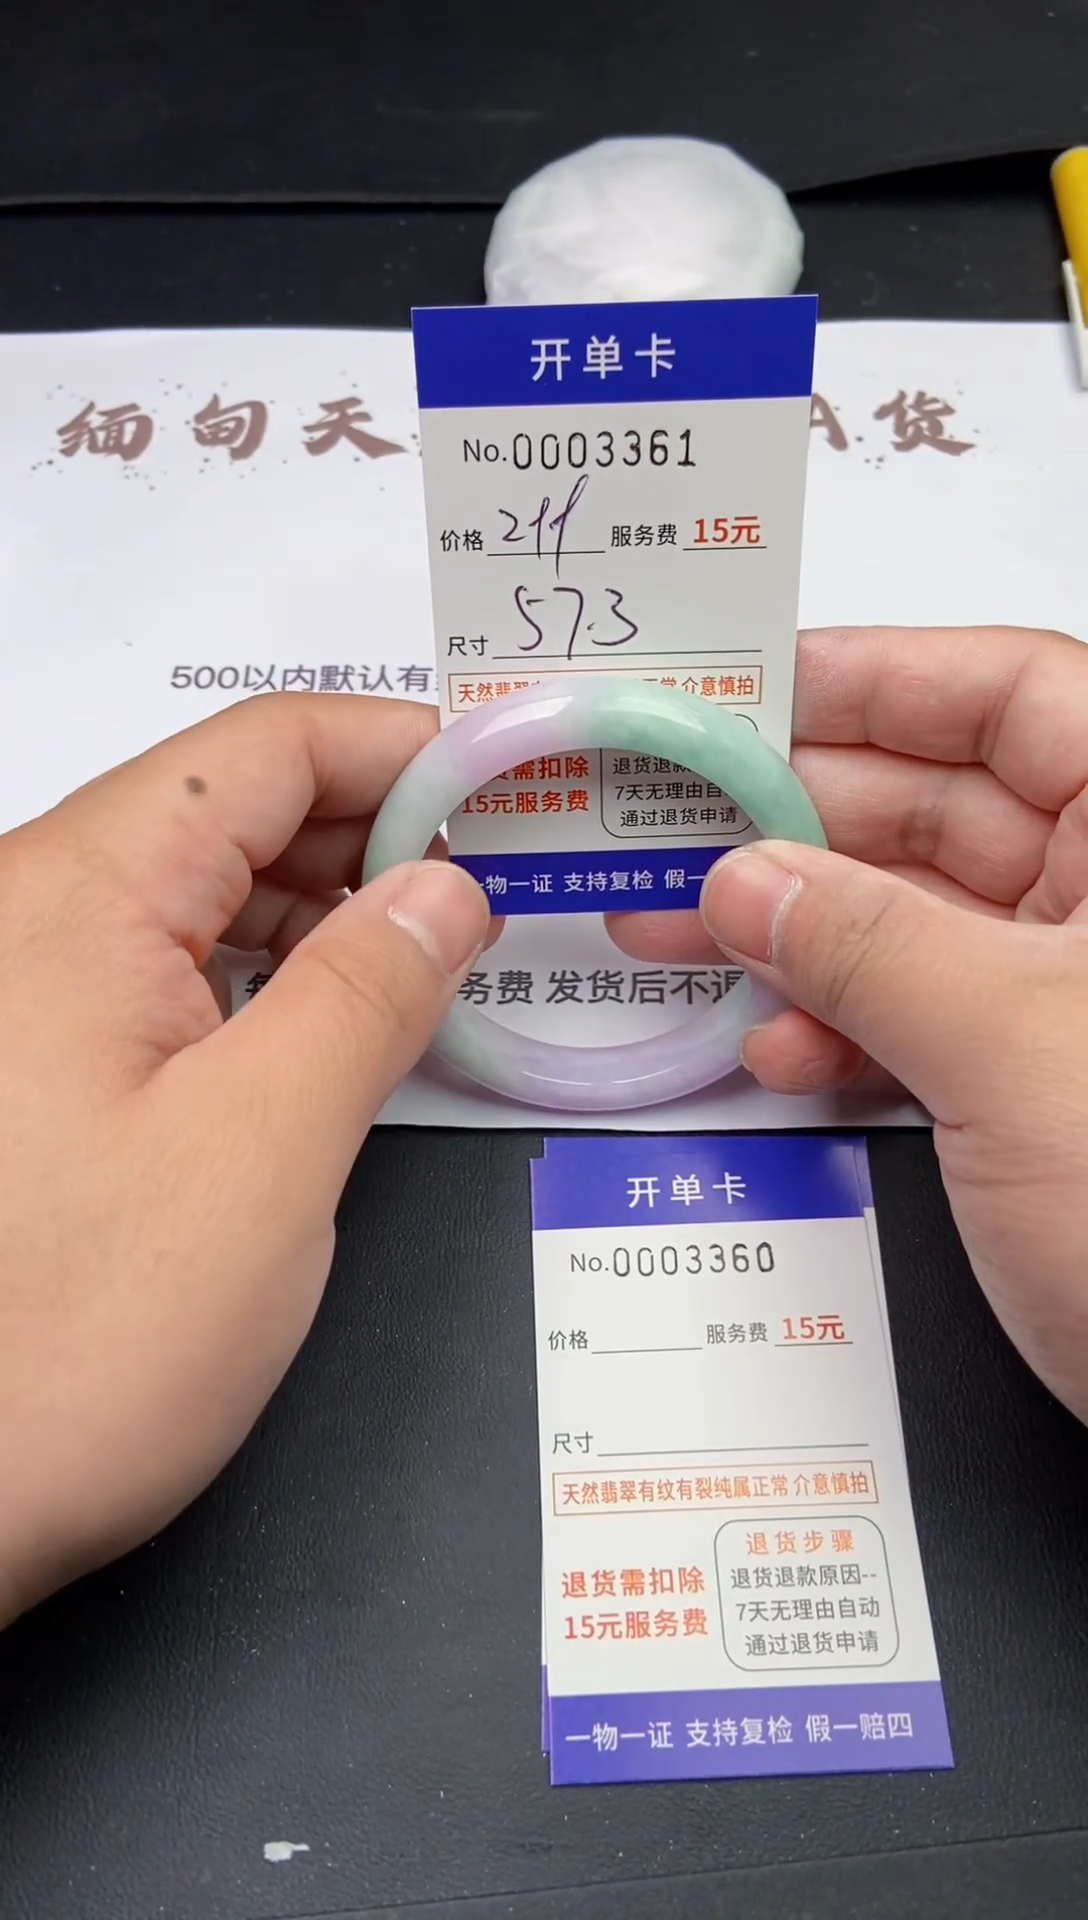 开单卡
缅甸天 A货
No.0003361
价格 服务费 15元
尺寸 57.3
500以内默认有
天然翡翠 正常 介意慎拍
货需扣除
15元服务费
退货退款
7天无理由自
通过退货申请
一物一证 支持复检 假一
每 务费 发货后不退
开单卡
No.0003360
价格 服务费 15元
尺寸
天然翡翠有纹有裂纯属正常 介意慎拍
退货需扣除
15元服务费
退货步骤
退货退款原因--
7天无理由自动
通过退货申请
一物一证 支持复检 假一赔四